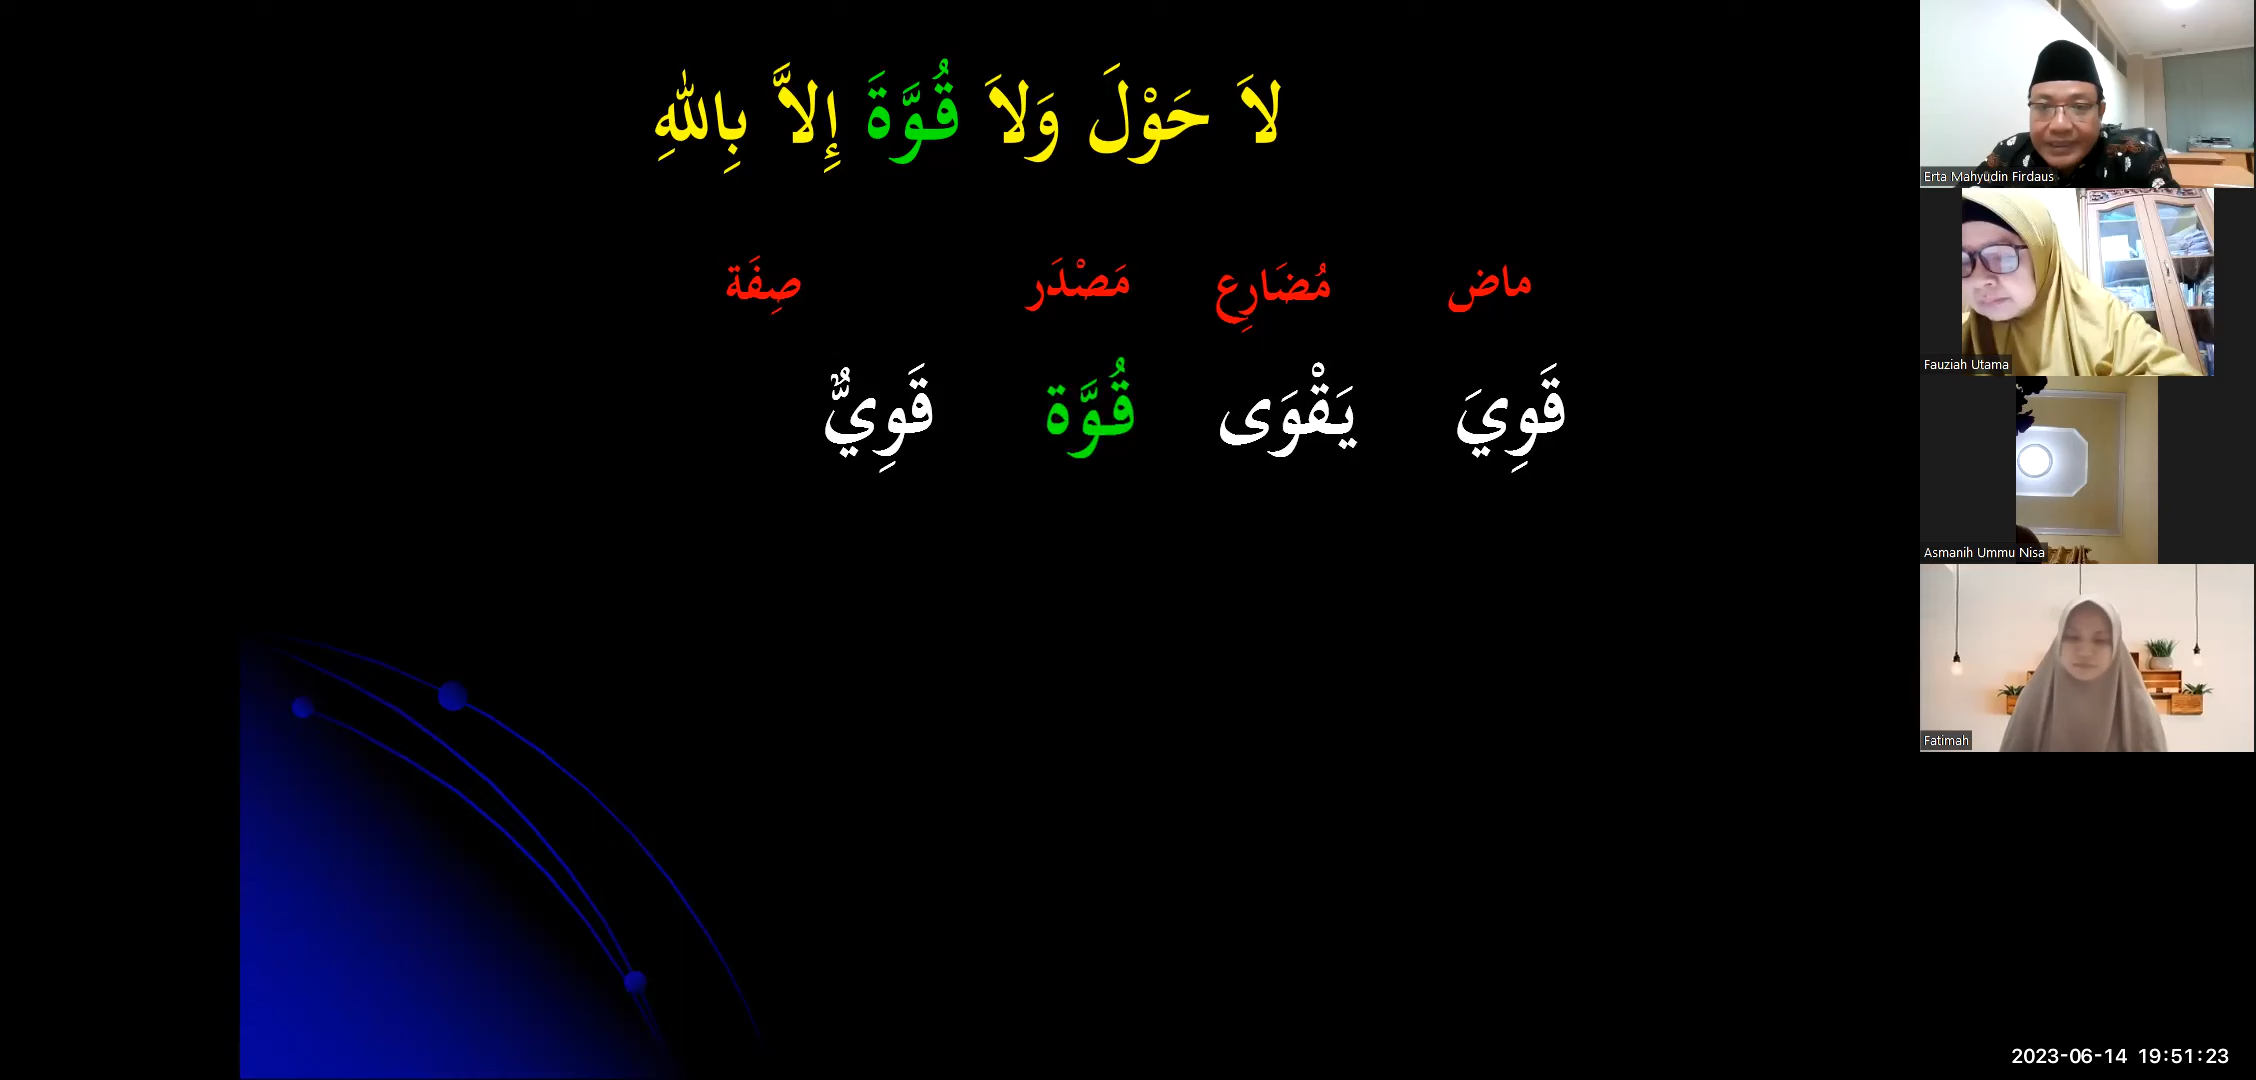 لاَ حَوْلَ وَلاَ قُوَّةَ إِلاَّ بِاللهِ
ماض مُضَارِع مَصْدَر صِفَة
قَوِيَ يَقْوَى قُوَّة قَوِيٌّ
Erta Mahyudin Firdaus
Fauziah Utama
Asmanih Ummu Nisa
Fatimah
2023-06-14 19:51:23